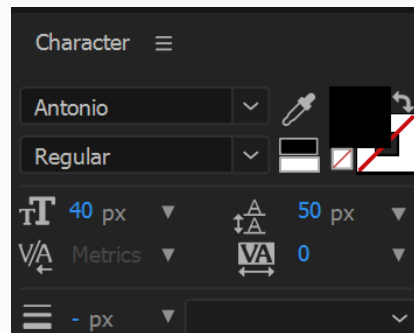 Character
Antonio
Regular
40 px 50 px
Metrics 0
- px